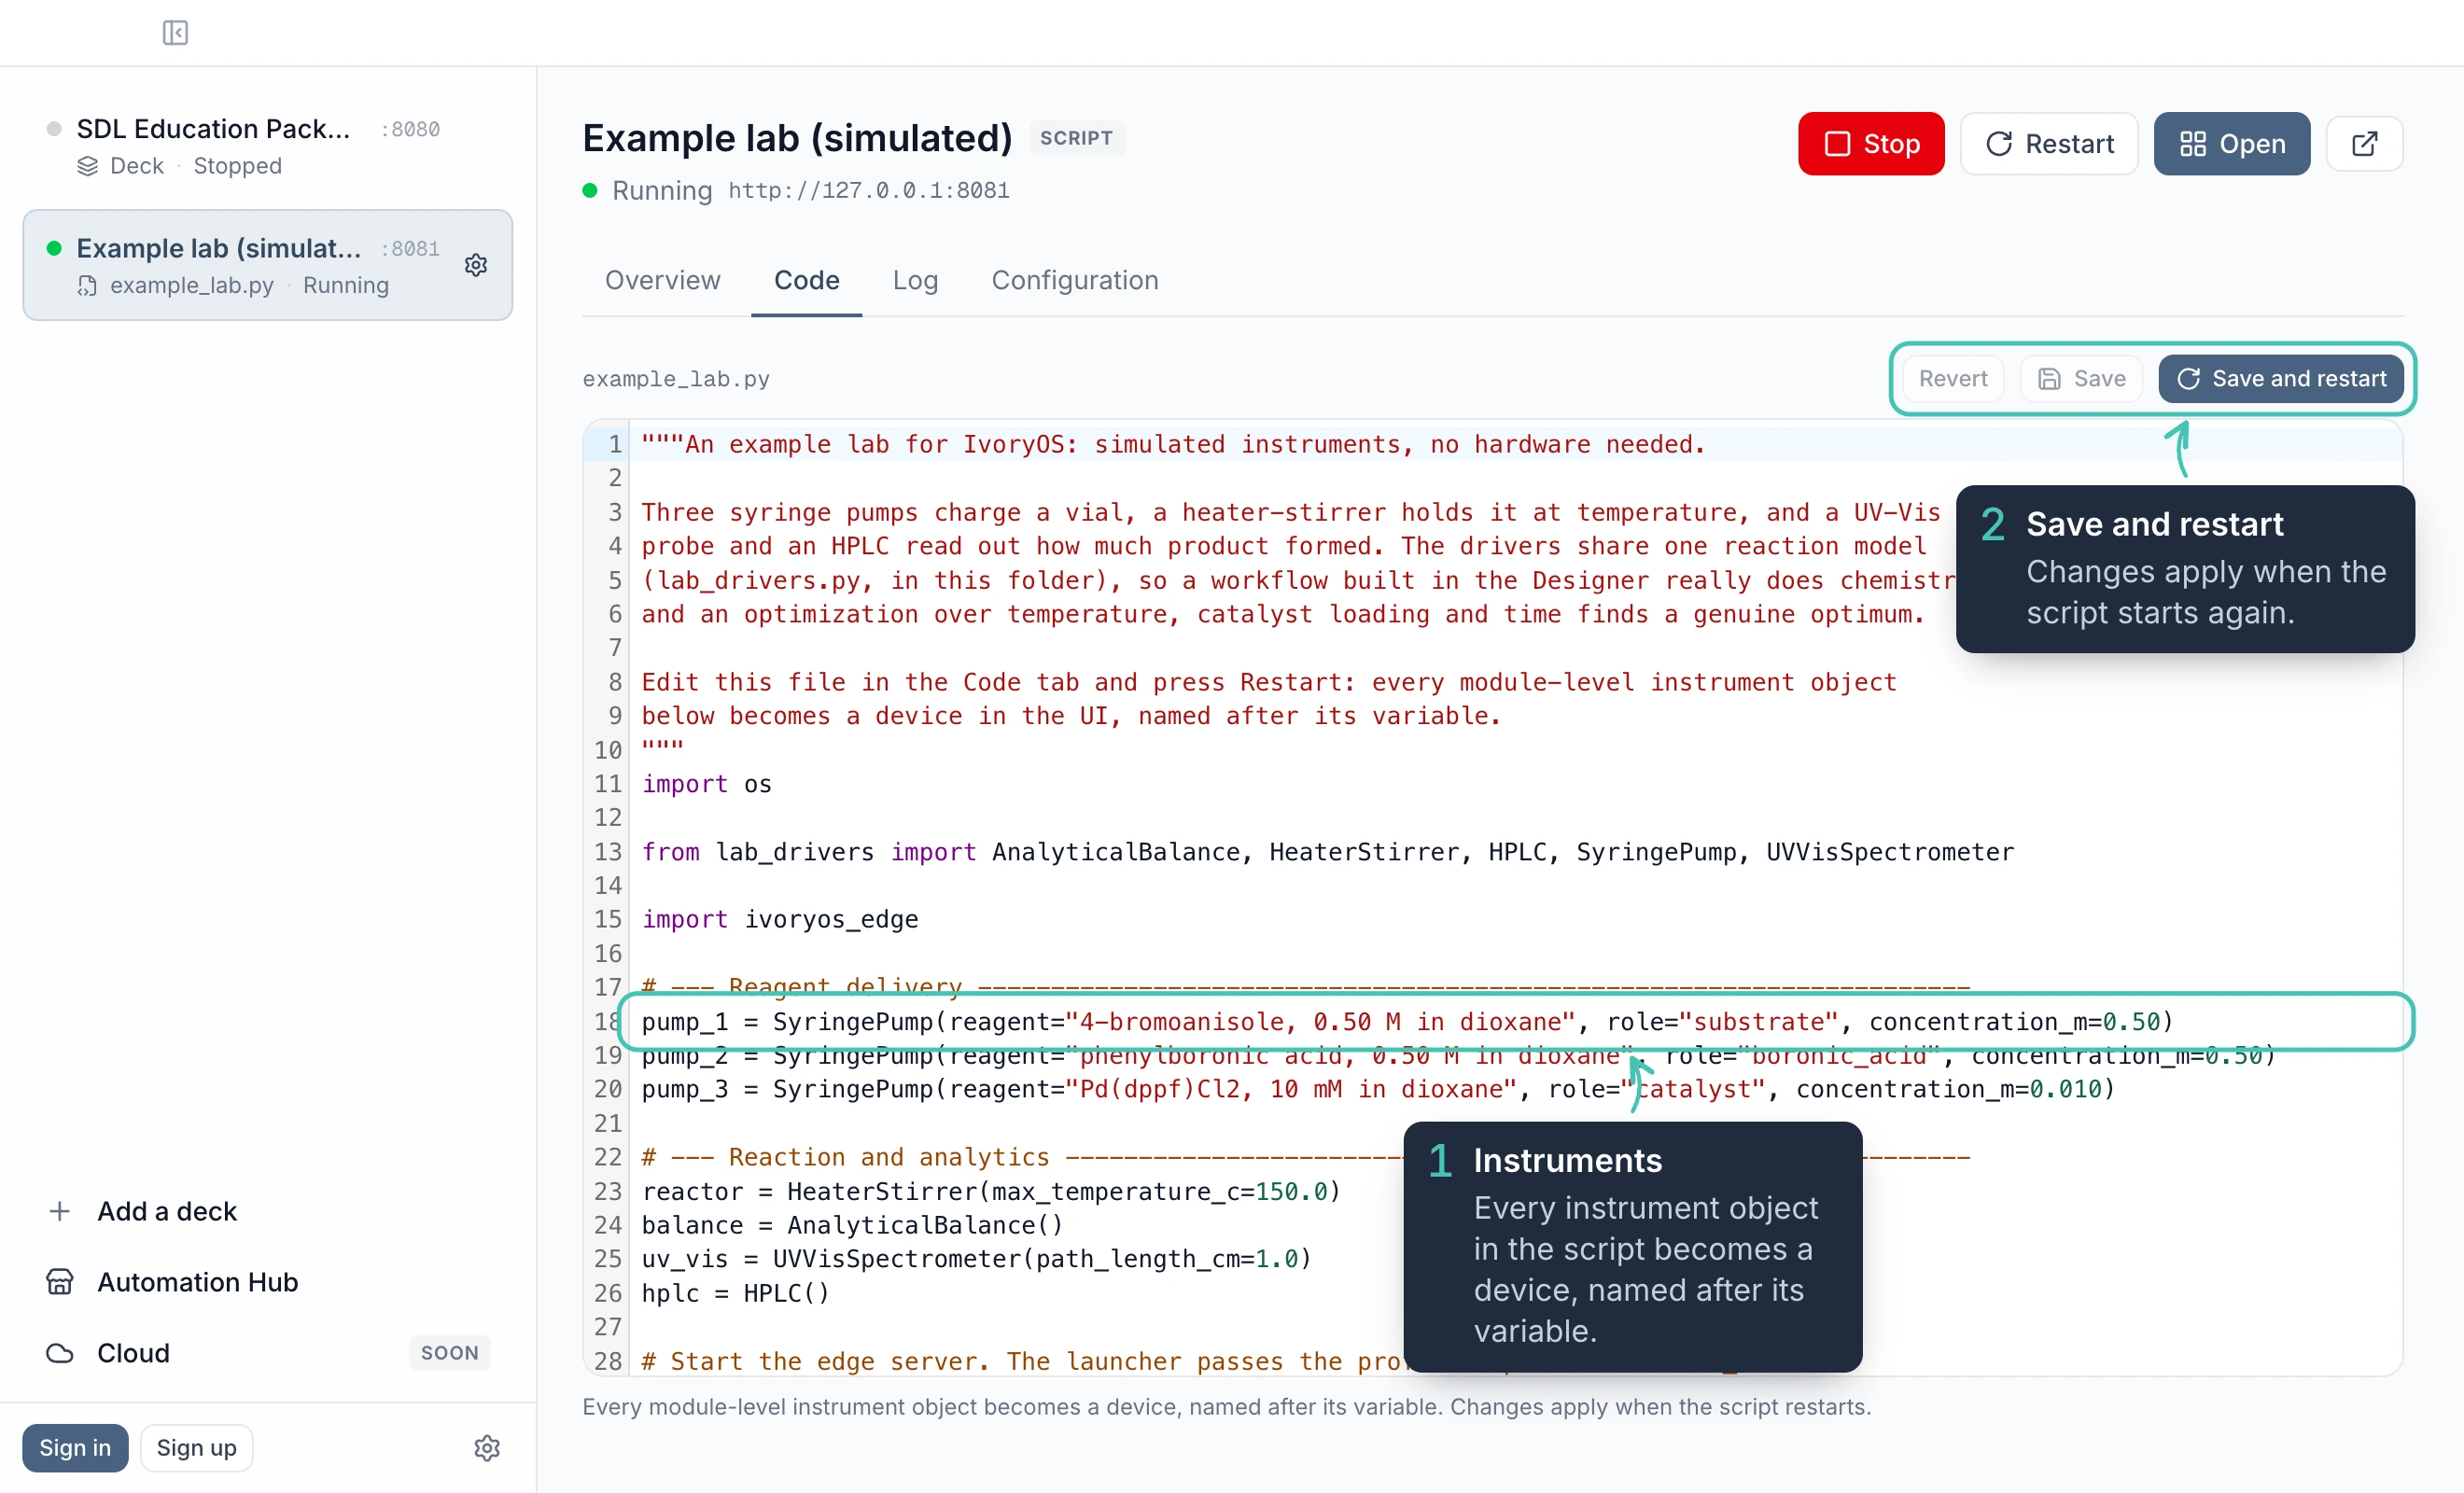 SDL Education Pack... :8080
Deck · Stopped
Example lab (simulat... :8081
example_lab.py · Running
Add a deck
Automation Hub
Cloud SOON
Sign in Sign up
Example lab (simulated) SCRIPT
Running http://127.0.0.1:8081
Stop Restart Open
Overview Code Log Configuration
example_lab.py
Revert Save Save and restart
1 """An example lab for IvoryOS: simulated instruments, no hardware needed.
2
3 Three syringe pumps charge a vial, a heater-stirrer holds it at temperature, and a UV-Vis
4 probe and an HPLC read out how much product formed. The drivers share one reaction model
5 (lab_drivers.py, in this folder), so a workflow built in the Designer really does chemistr
6 and an optimization over temperature, catalyst loading and time finds a genuine optimum.
7
8 Edit this file in the Code tab and press Restart: every module-level instrument object
9 below becomes a device in the UI, named after its variable.
10 """
11 import os
12
13 from lab_drivers import AnalyticalBalance, HeaterStirrer, HPLC, SyringePump, UVVisSpectrometer
14
15 import ivoryos_edge
16
17 # --- Reagent delivery --------------------------------------------------------------------
18 pump_1 = SyringePump(reagent="4-bromoanisole, 0.50 M in dioxane", role="substrate", concentration_m=0.50)
19 pump_2 = SyringePump(reagent="phenylboronic acid, 0.50 M in dioxane", role="boronic_acid", concentration_m=0.50)
20 pump_3 = SyringePump(reagent="Pd(dppf)Cl2, 10 mM in dioxane", role="catalyst", concentration_m=0.010)
21
22 # --- Reaction and analytics --------------------------------------------------------------
23 reactor = HeaterStirrer(max_temperature_c=150.0)
24 balance = AnalyticalBalance()
25 uv_vis = UVVisSpectrometer(path_length_cm=1.0)
26 hplc = HPLC()
27
28 # Start the edge server. The launcher passes the
2 Save and restart
Changes apply when the
script starts again.
1 Instruments
Every instrument object
in the script becomes a
device, named after its
variable.
Every module-level instrument object becomes a device, named after its variable. Changes apply when the script restarts.